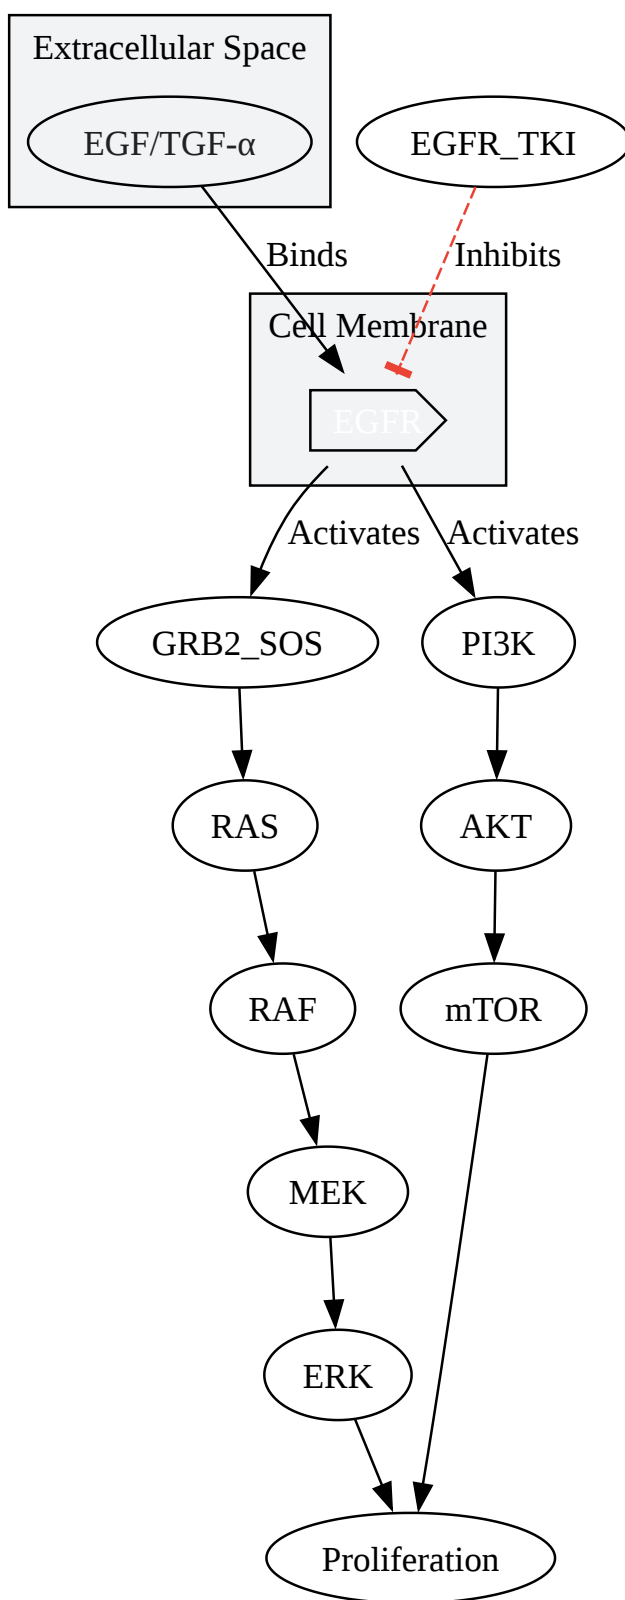 Extracellular Space
EGF/TGF-α
EGFR_TKI
Binds
Inhibits
Cell Membrane
EGFR
Activates
Activates
GRB2_SOS
PI3K
RAS
AKT
RAF
mTOR
MEK
ERK
Proliferation